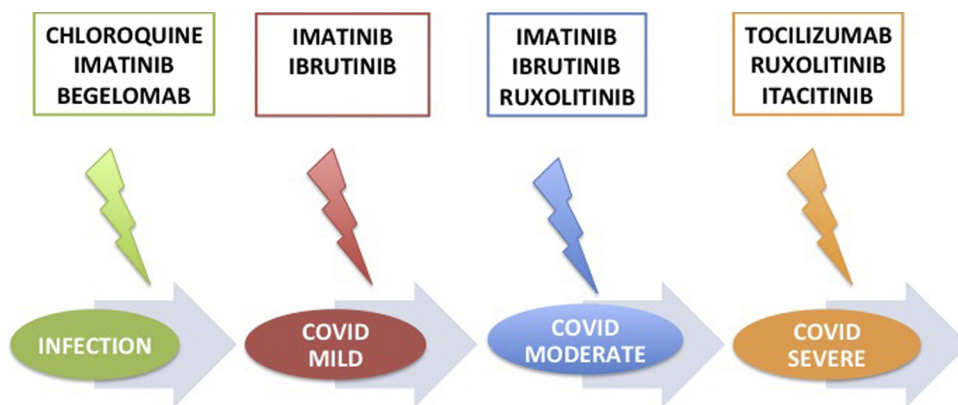 CHLOROQUINE
IMATINIB
BEGELOMAB
IMATINIB
IBRUTINIB
IMATINIB
IBRUTINIB
RUXOLITINIB
TOCILIZUMAB
RUXOLITINIB
ITACITINIB
INFECTION
COVID
MILD
COVID
MODERATE
COVID
SEVERE